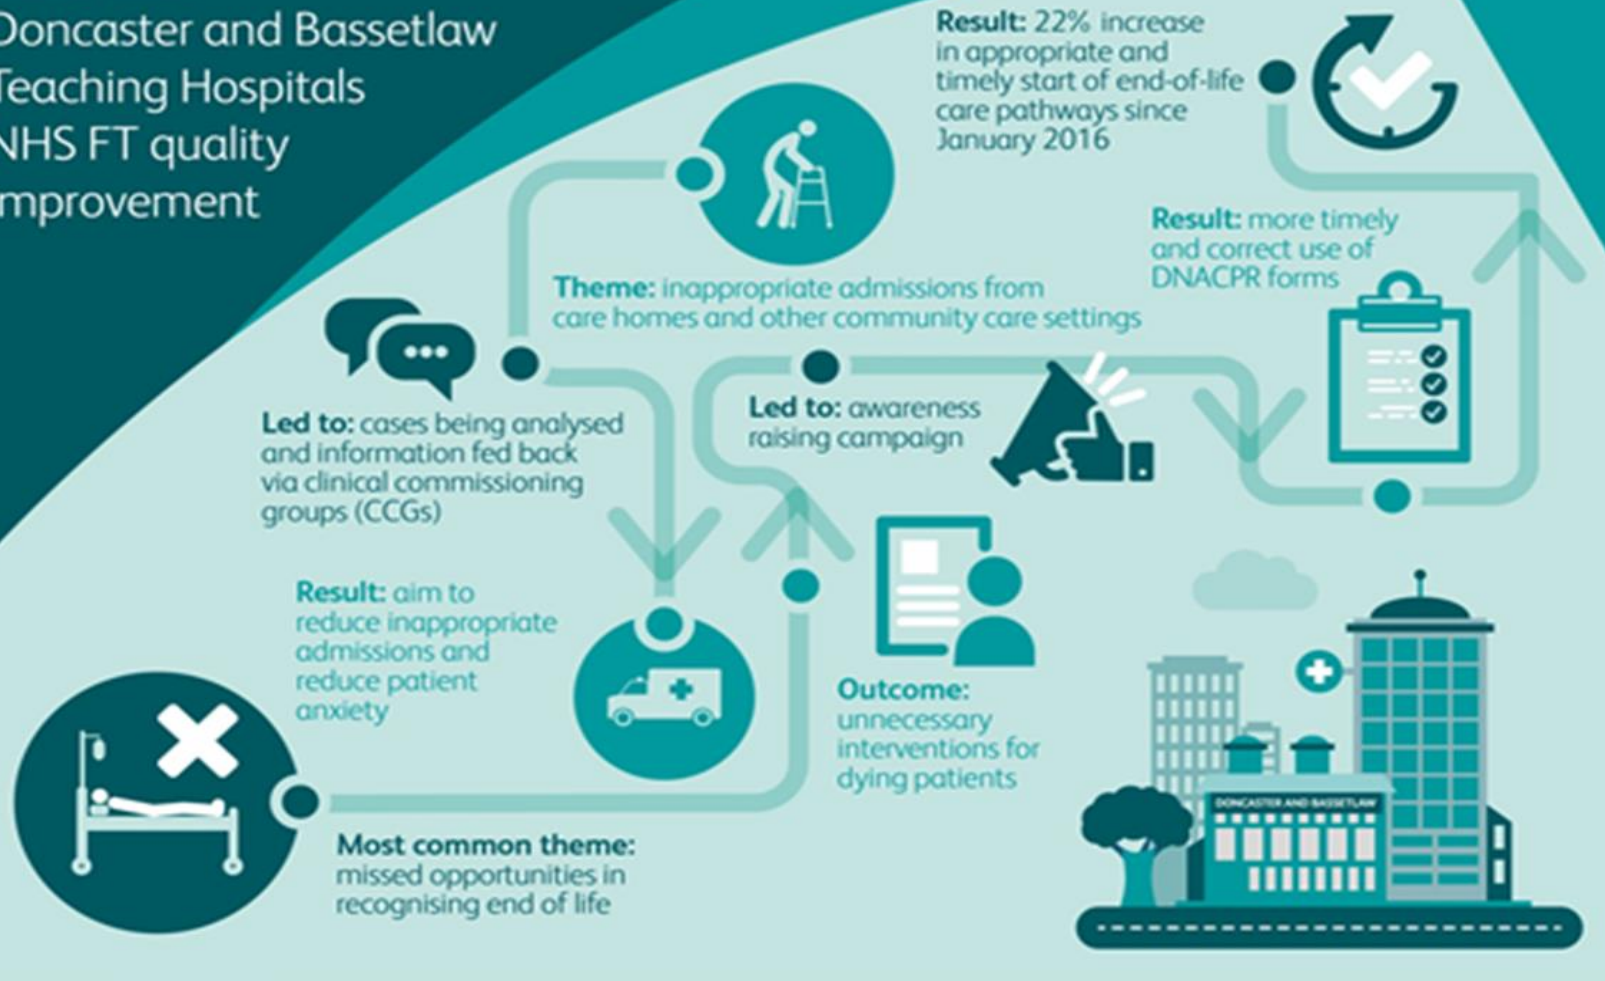 Doncaster and Bassetlaw
Teaching Hospitals
NHS FT quality
improvement
Result: 22% increase
in appropriate and
timely start of end-of-life
care pathways since
January 2016
Result: more timely
and correct use of
DNACPR forms
Theme: inappropriate admissions from
care homes and other community care settings
Led to: cases being analysed
and information fed back
via clinical commissioning
groups (CCGs)
Led to: awareness
raising campaign
Result: aim to
reduce inappropriate
admissions and
reduce patient
anxiety
Outcome:
unnecessary
interventions for
dying patients
Most common theme:
missed opportunities in
recognising end of life
DONCASTER AND BASSETLAW